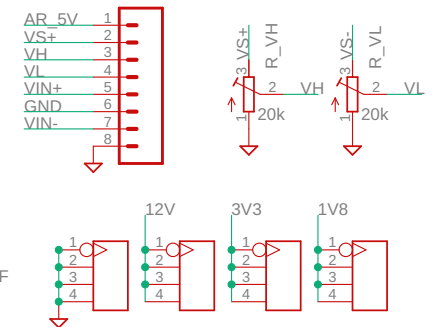 AR_5V 1
VS+ 2
VH 3
VL 4
VIN+ 5
GND 6
VIN- 7
8
VS+ R_VH
3
2 VH
1 20k
VS- R_VL
3
2 VL
1 20k
F
1
2
3
4
12V
1
2
3
4
3V3
1
2
3
4
1V8
1
2
3
4